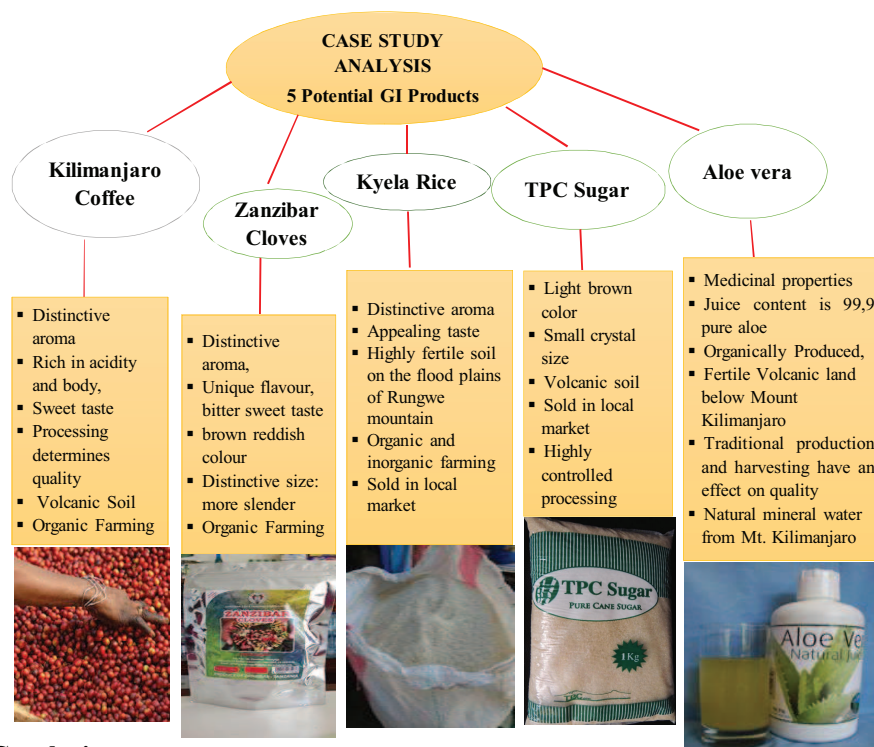 CASE STUDY
ANALYSIS
5 Potential GI Products
Kilimanjaro
Coffee
Zanzibar
Cloves
Kyela Rice
TPC Sugar
Aloe vera
▪ Distinctive
aroma
▪ Rich in acidity
and body,
▪ Sweet taste
▪ Processing
determines
quality
▪ Volcanic Soil
▪ Organic Farming
▪ Distinctive
aroma,
▪ Unique flavour,
bitter sweet taste
▪ brown reddish
colour
▪ Distinctive size:
more slender
▪ Organic Farming
▪ Distinctive aroma
▪ Appealing taste
▪ Highly fertile soil
on the flood plains
of Rungwe
mountain
▪ Organic and
inorganic farming
▪ Sold in local
market
▪ Light brown
color
▪ Small crystal
size
▪ Volcanic soil
▪ Sold in local
market
▪ Highly
controlled
processing
▪ Medicinal properties
▪ Juice content is 99,9
pure aloe
▪ Organically Produced,
▪ Fertile Volcanic land
below Mount
Kilimanjaro
▪ Traditional production
and harvesting have an
effect on quality
▪ Natural mineral water
from Mt. Kilimanjaro
ZANZIBAR
CLOVES
TPC Sugar
PURE CANE SUGAR
1Kg
TPC
Aloe Ve
Natural Jui